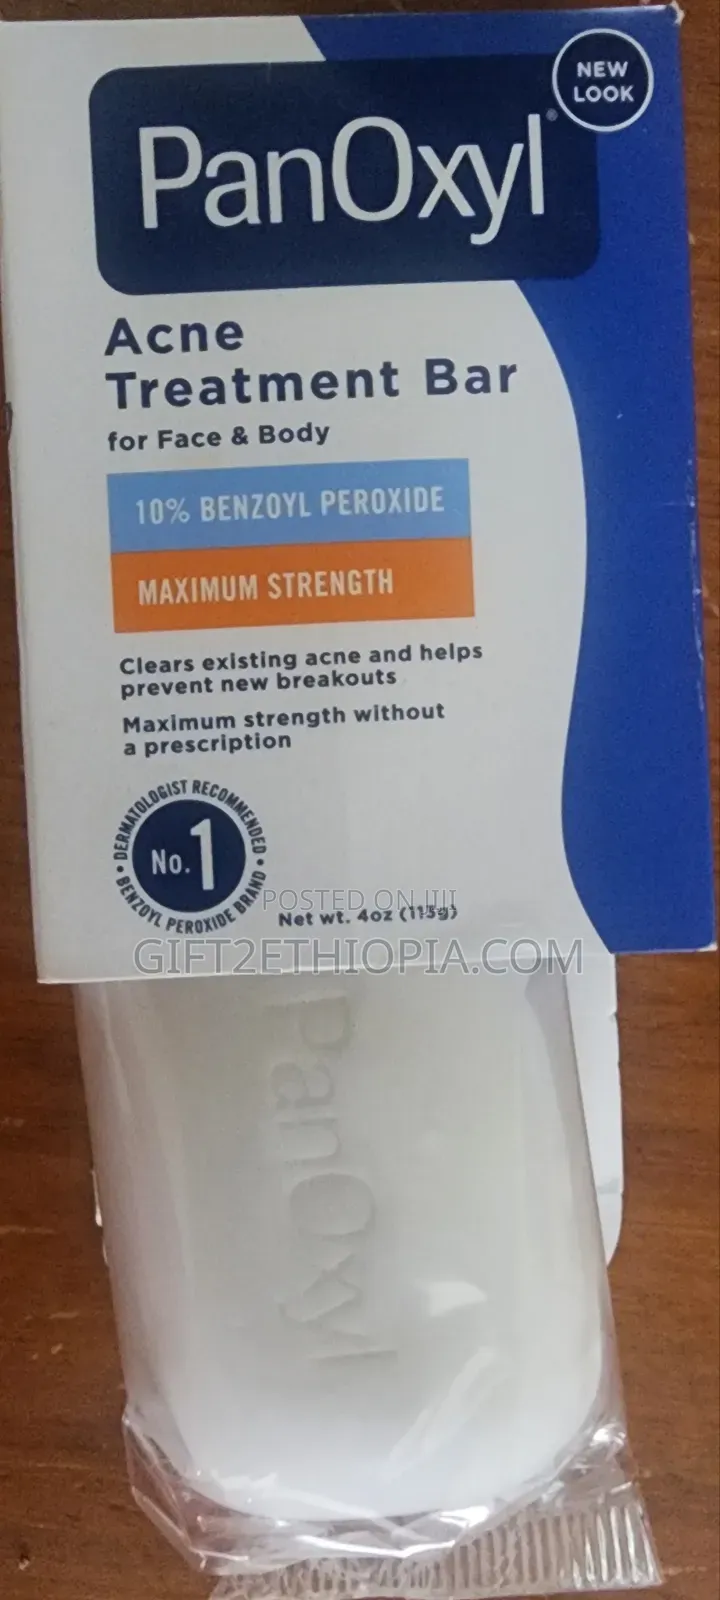 NEW
LOOK
PanOxyl®
Acne
Treatment Bar
for Face & Body
10% BENZOYL PEROXIDE
MAXIMUM STRENGTH
Clears existing acne and helps
prevent new breakouts
Maximum strength without
a prescription
• DERMATOLOGIST RECOMMENDED •
No. 1
BENZOYL PEROXIDE BRAND
POSTED ON JIJI
Net wt. 4oz (113g)
GIFT2ETHIOPIA.COM
PanOxyl